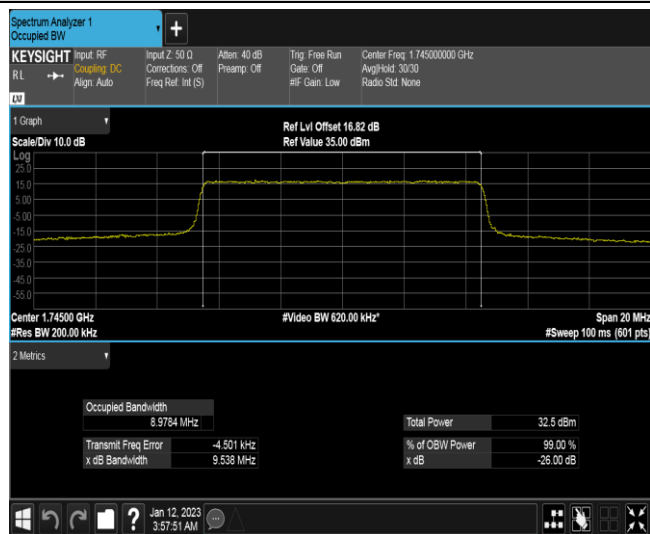 Spectrum Analyzer 1
Occupied BW
+
KEYSIGHT Input: RF Input Z: 50 Ω Atten: 40 dB Trig: Free Run Center Freq: 1.745000000 GHz
RL Coupling: DC Corrections: Off Preamp: Off Gate: Off Avg|Hold: 30/30
Align: Auto Freq Ref: Int (S) #IF Gain: Low Radio Std: None
LXI
1 Graph
Ref Lvl Offset 16.82 dB
Scale/Div 10.0 dB Ref Value 35.00 dBm
Log
25.0
15.0
5.00
-5.00
-15.0
-25.0
-35.0
-45.0
-55.0
Center 1.74500 GHz #Video BW 620.00 kHz* Span 20 MHz
#Res BW 200.00 kHz #Sweep 100 ms (601 pts)
2 Metrics
Occupied Bandwidth
8.9784 MHz Total Power 32.5 dBm
Transmit Freq Error -4.501 kHz % of OBW Power 99.00 %
x dB Bandwidth 9.538 MHz x dB -26.00 dB
? Jan 12, 2023
3:57:51 AM